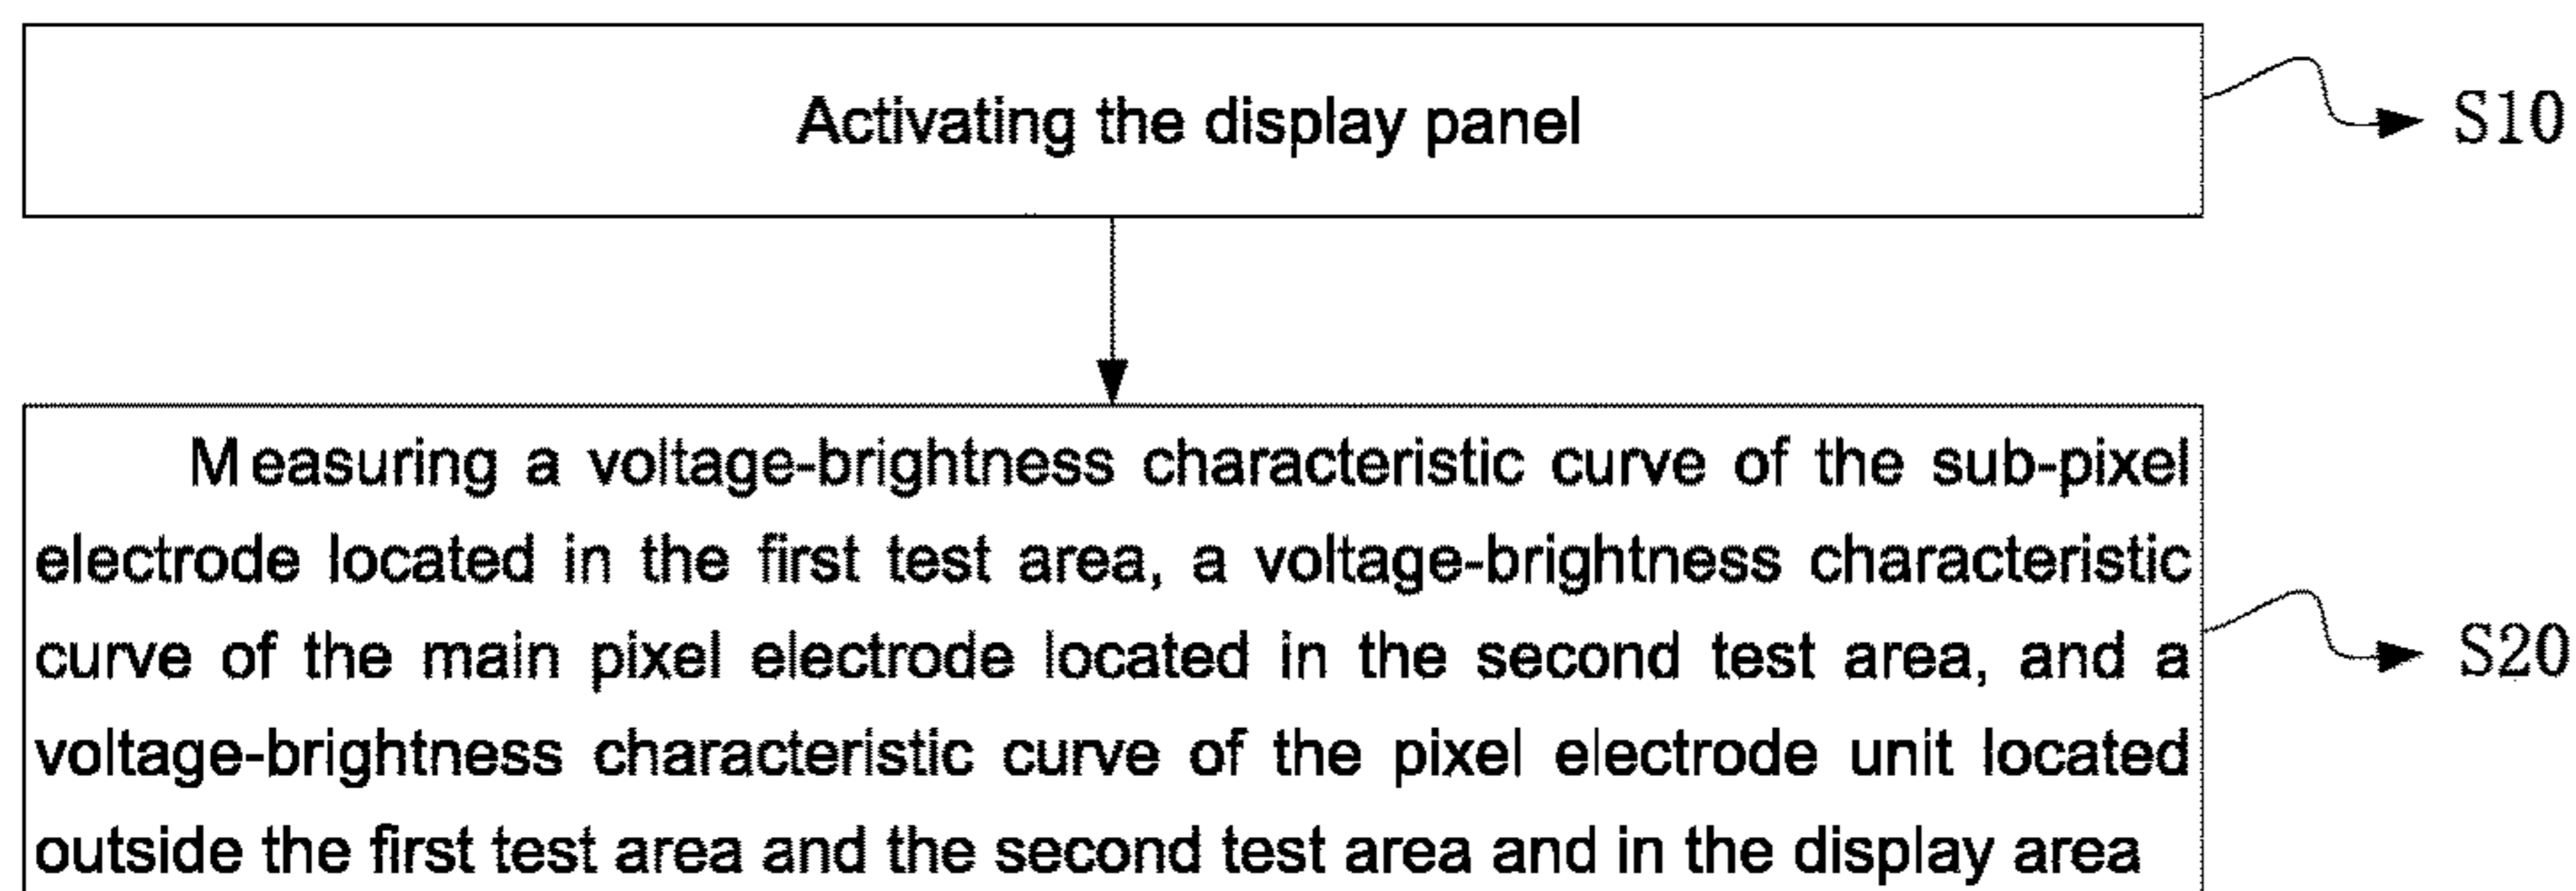 Activating the display panel
S10
Measuring a voltage-brightness characteristic curve of the sub-pixel
electrode located in the first test area, a voltage-brightness characteristic
curve of the main pixel electrode located in the second test area, and a
voltage-brightness characteristic curve of the pixel electrode unit located
outside the first test area and the second test area and in the display area
S20